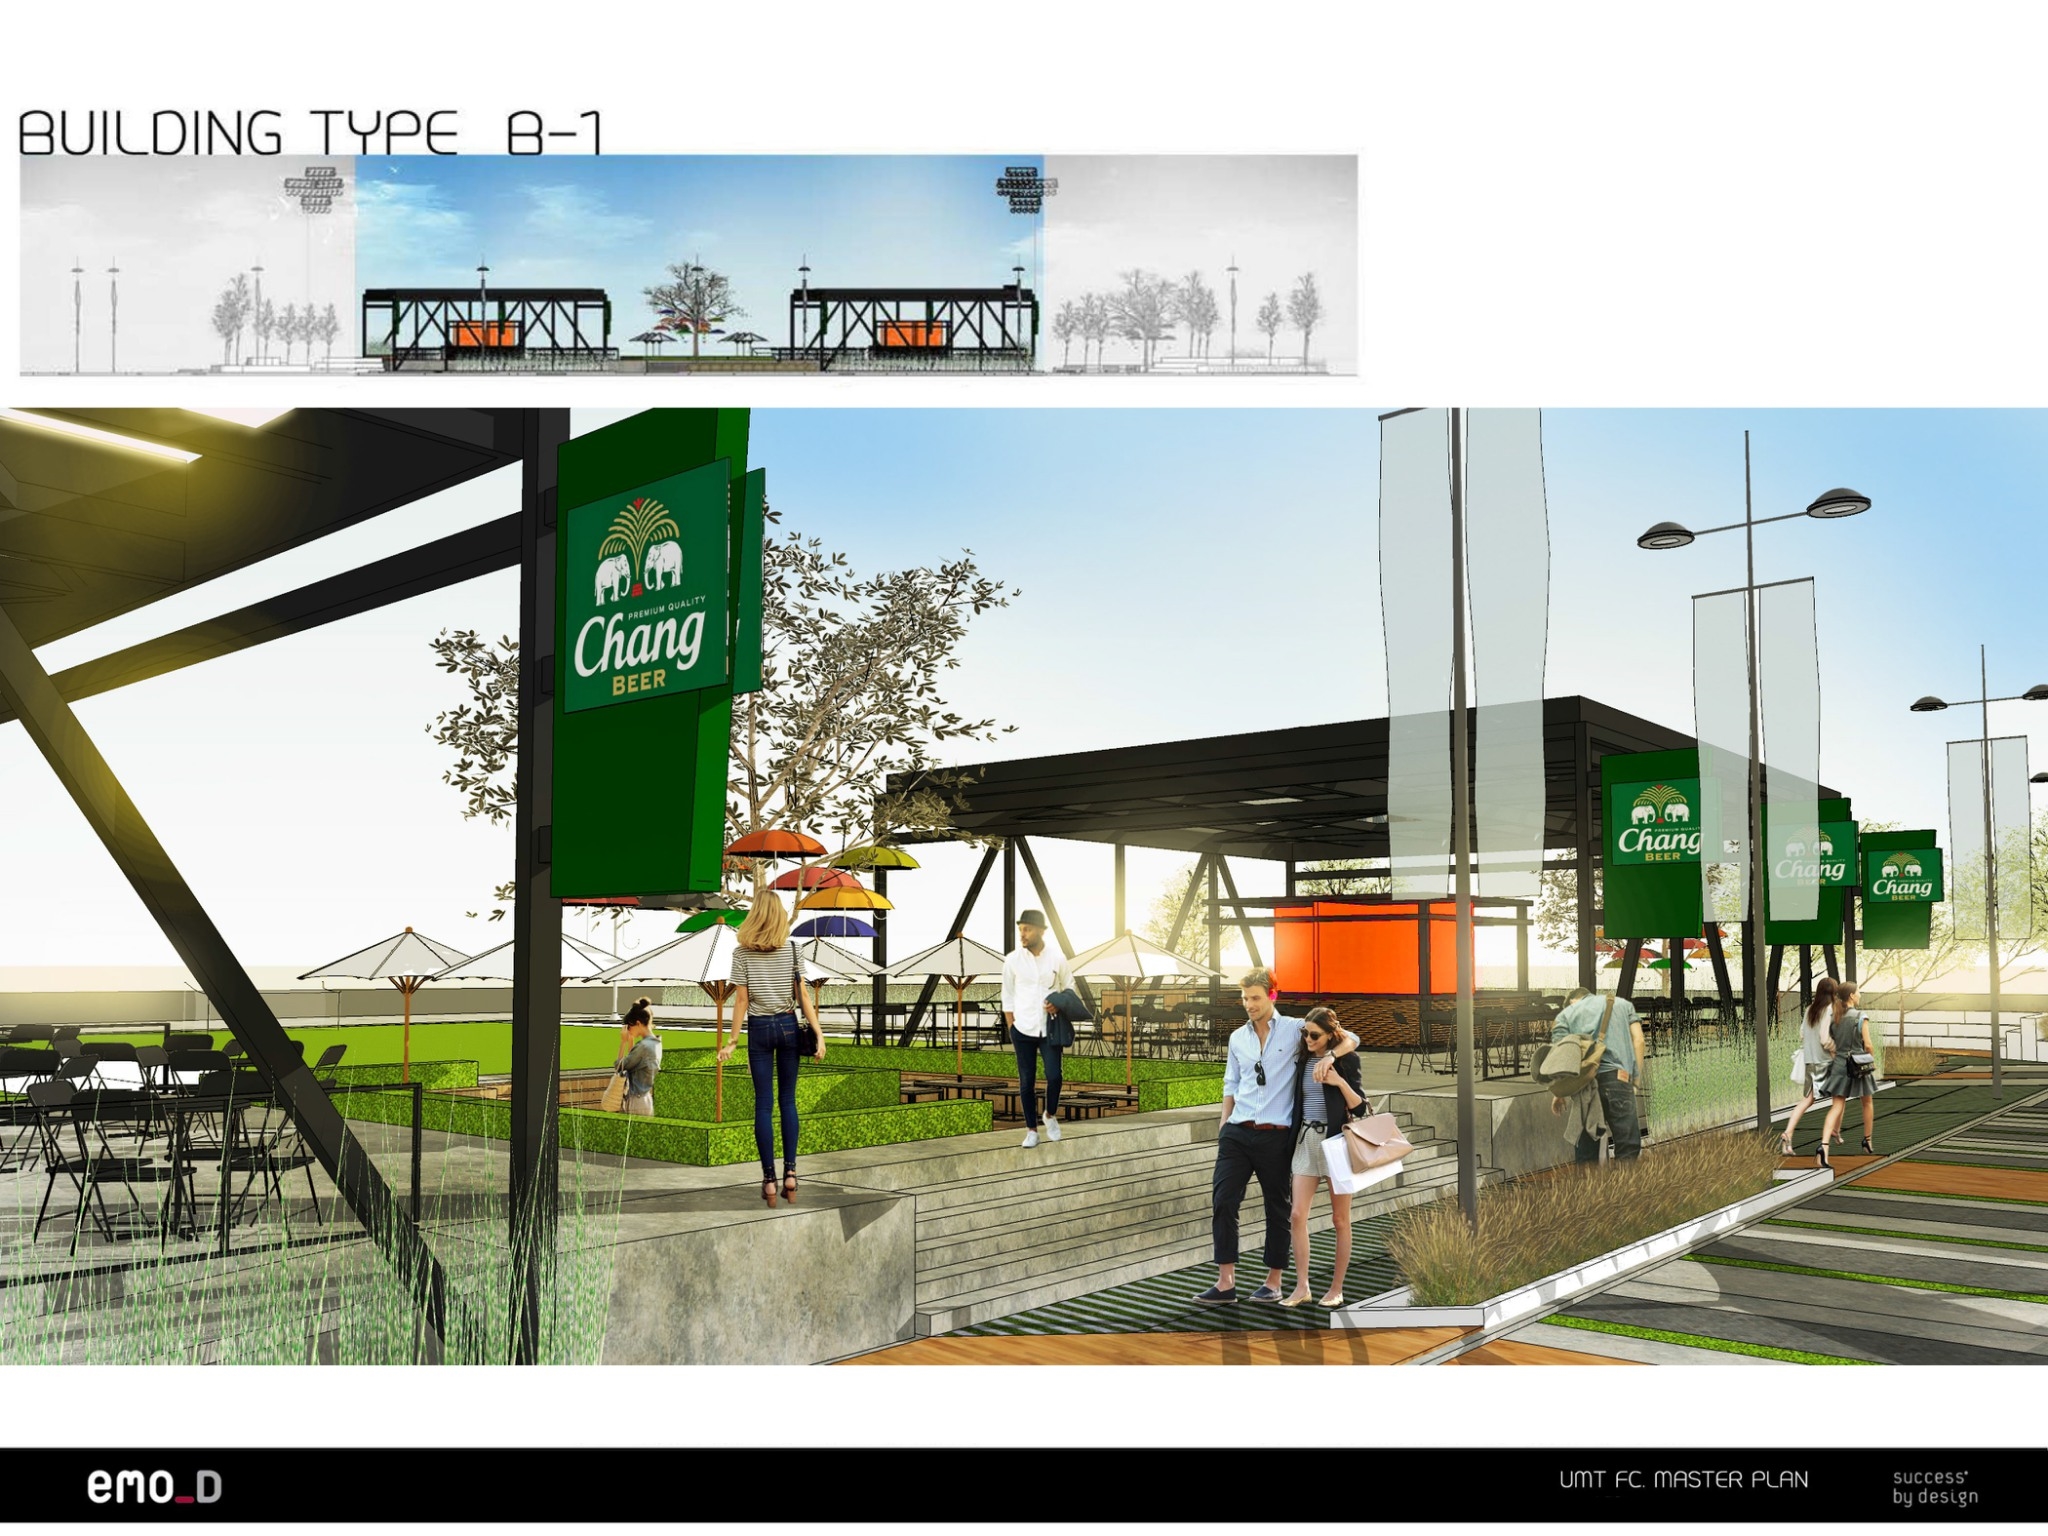 BUILDING TYPE B-1
PREMIUM QUALITY
Chang
BEER
Chang
BEER
Chang
BEER
Chang
BEER
emo_D
UMT FC. MASTER PLAN
success
by design